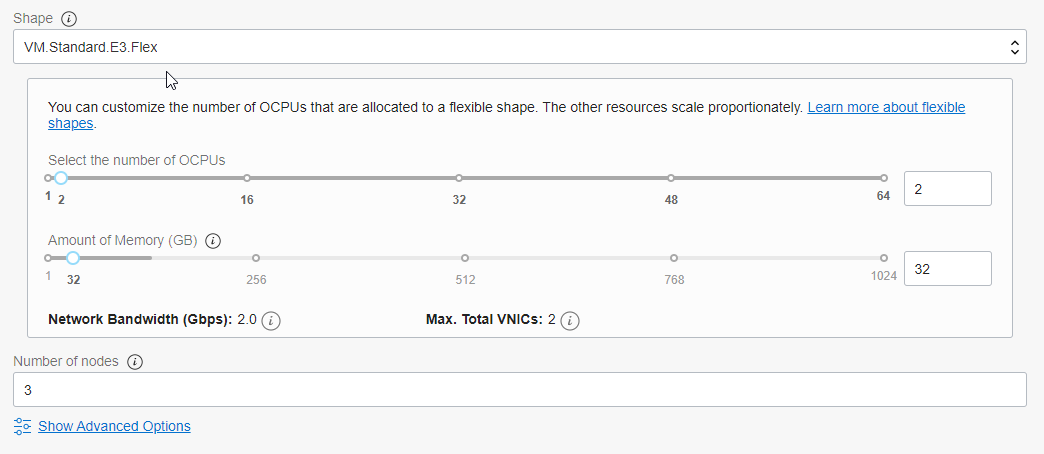 Shape
VM.Standard.E3.Flex
You can customize the number of OCPUs that are allocated to a flexible shape. The other resources scale proportionately. Learn more about flexible
shapes.
Select the number of OCPUs
1 2 16 32 48 64
2
Amount of Memory (GB)
1 32 256 512 768 1024
32
Network Bandwidth (Gbps): 2.0 Max. Total VNICs: 2
Number of nodes
3
Show Advanced Options